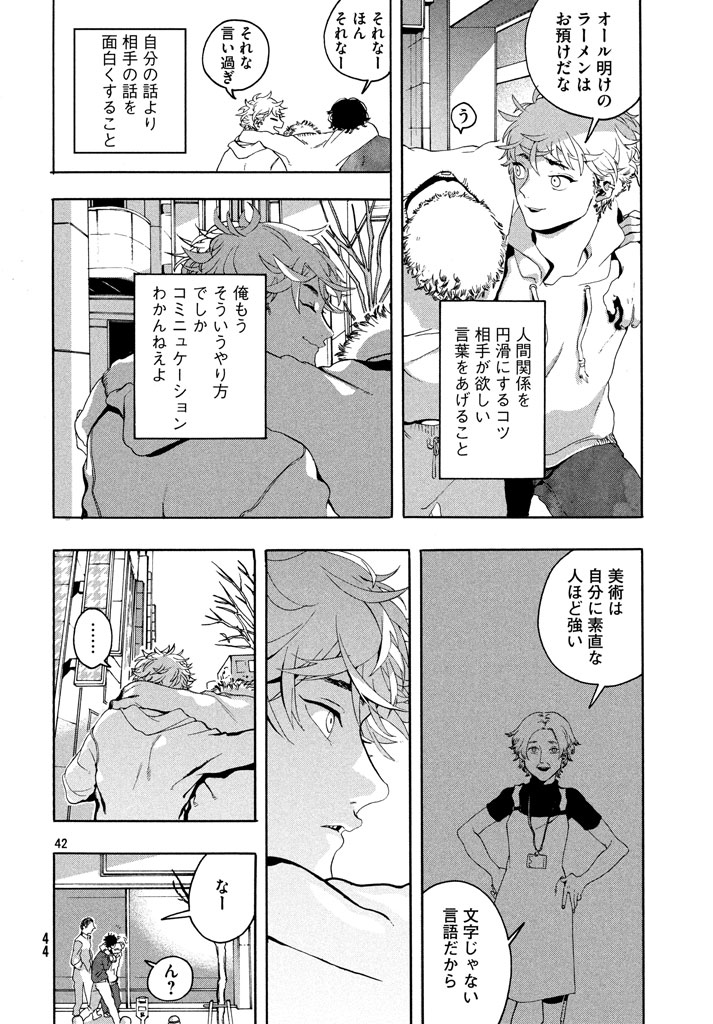 オール明けの
ラーメンは
お預けだな
う
人間関係を
円滑にするコツ
相手が欲しい
言葉をあげること
それなー
ほん
それなー
それな
言い過ぎ
自分の話より
相手の話を
面白くすること
俺もう
そういうやり方
でしか
コミニュケーション
わかんねえよ
美術は
自分に素直な
人ほど強い
文字じゃない
言語だから
……
なー
ん?
42
44